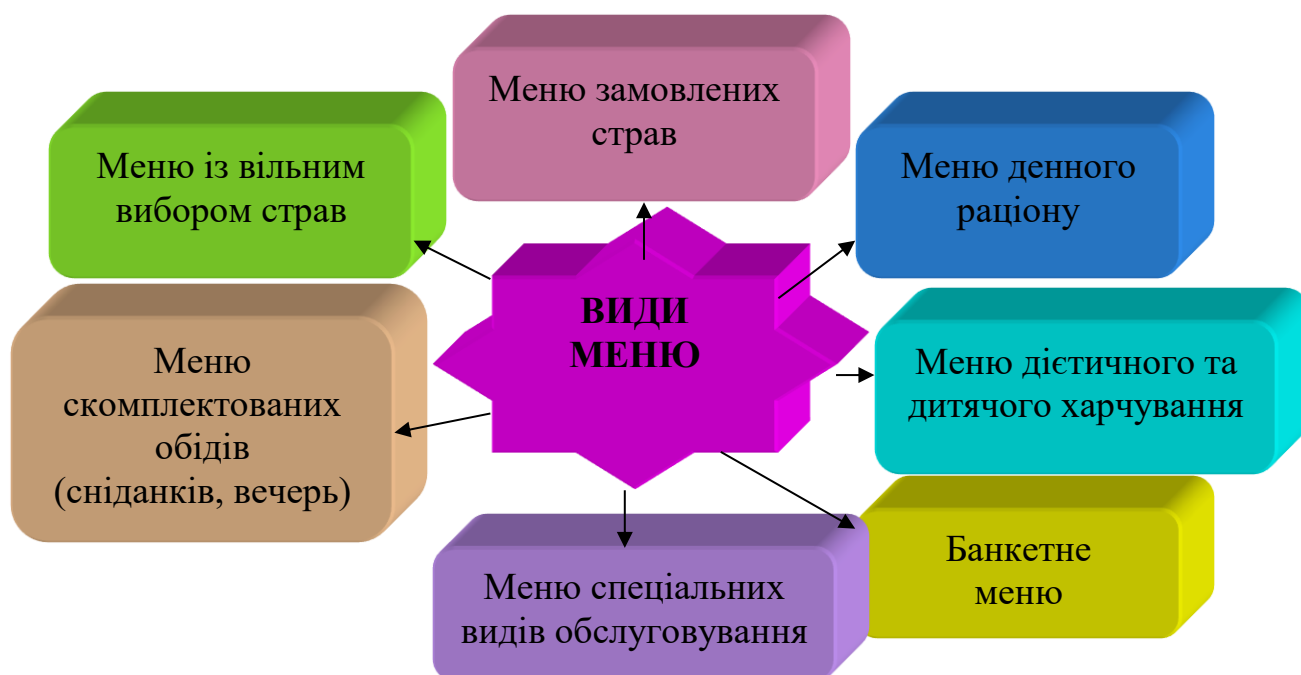 Меню замовлених
страв
Меню із вільним
вибором страв
Меню денного
раціону
ВИДИ
МЕНЮ
Меню
скомплектованих
обідів
(сніданків, вечерь)
Меню дієтичного та
дитячого харчування
Банкетне
меню
Меню спеціальних
видів обслуговування